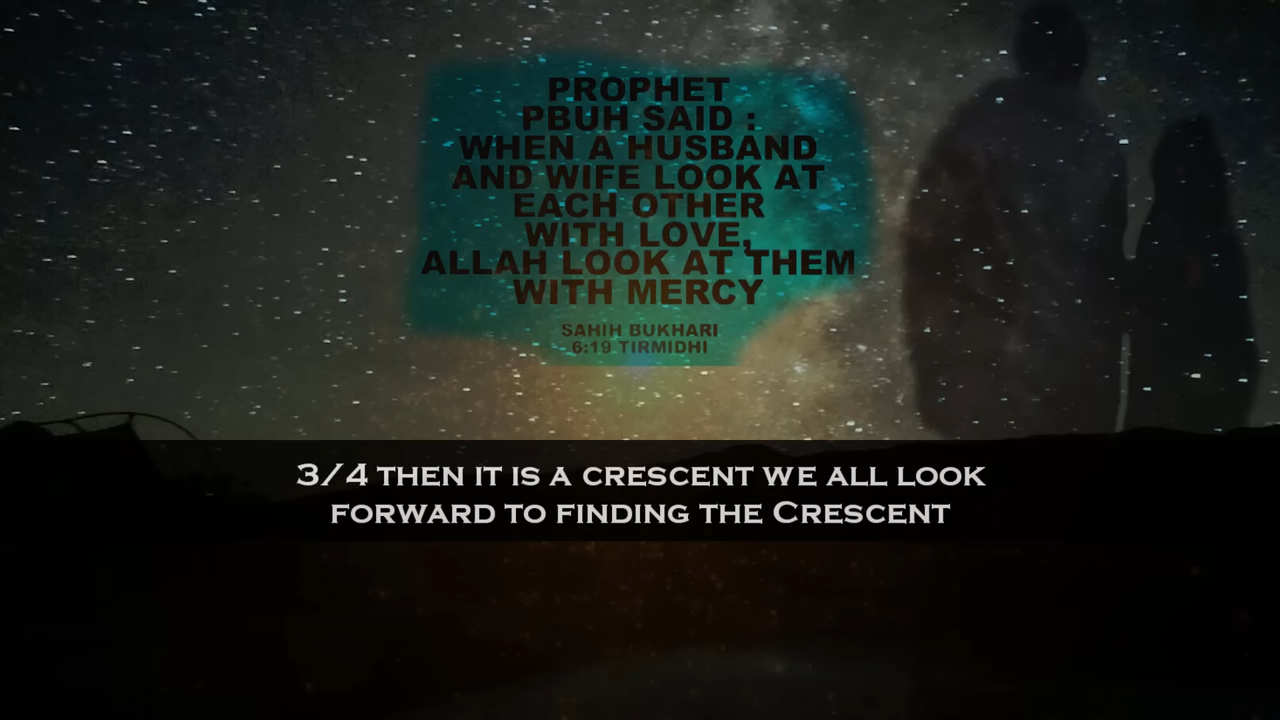 PROPHET
PBUH SAID :
WHEN A HUSBAND
AND WIFE LOOK AT
EACH OTHER
WITH LOVE,
ALLAH LOOK AT THEM
WITH MERCY
SAHIH BUKHARI
6:19 TIRMIDHI
3/4 THEN IT IS A CRESCENT WE ALL LOOK
FORWARD TO FINDING THE CRESCENT